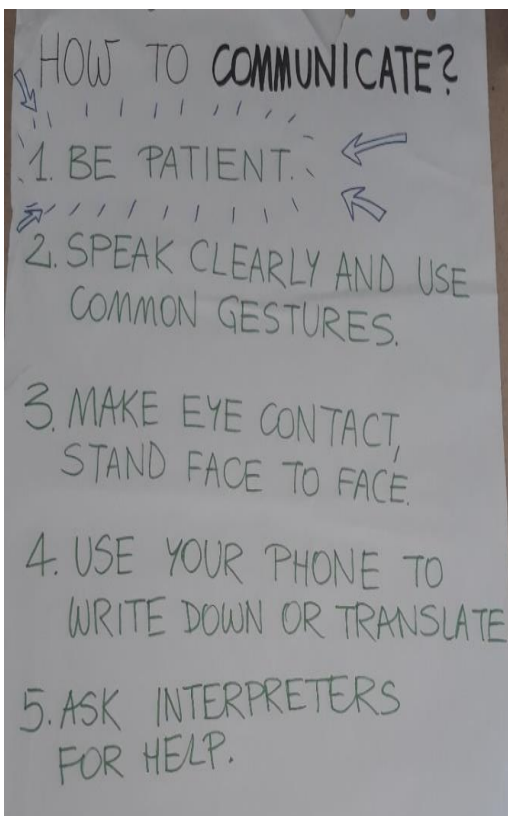 HOW TO COMMUNICATE?
1. BE PATIENT.
2. SPEAK CLEARLY AND USE
COMMON GESTURES.
3. MAKE EYE CONTACT,
STAND FACE TO FACE.
4. USE YOUR PHONE TO
WRITE DOWN OR TRANSLATE
5. ASK INTERPRETERS
FOR HELP.